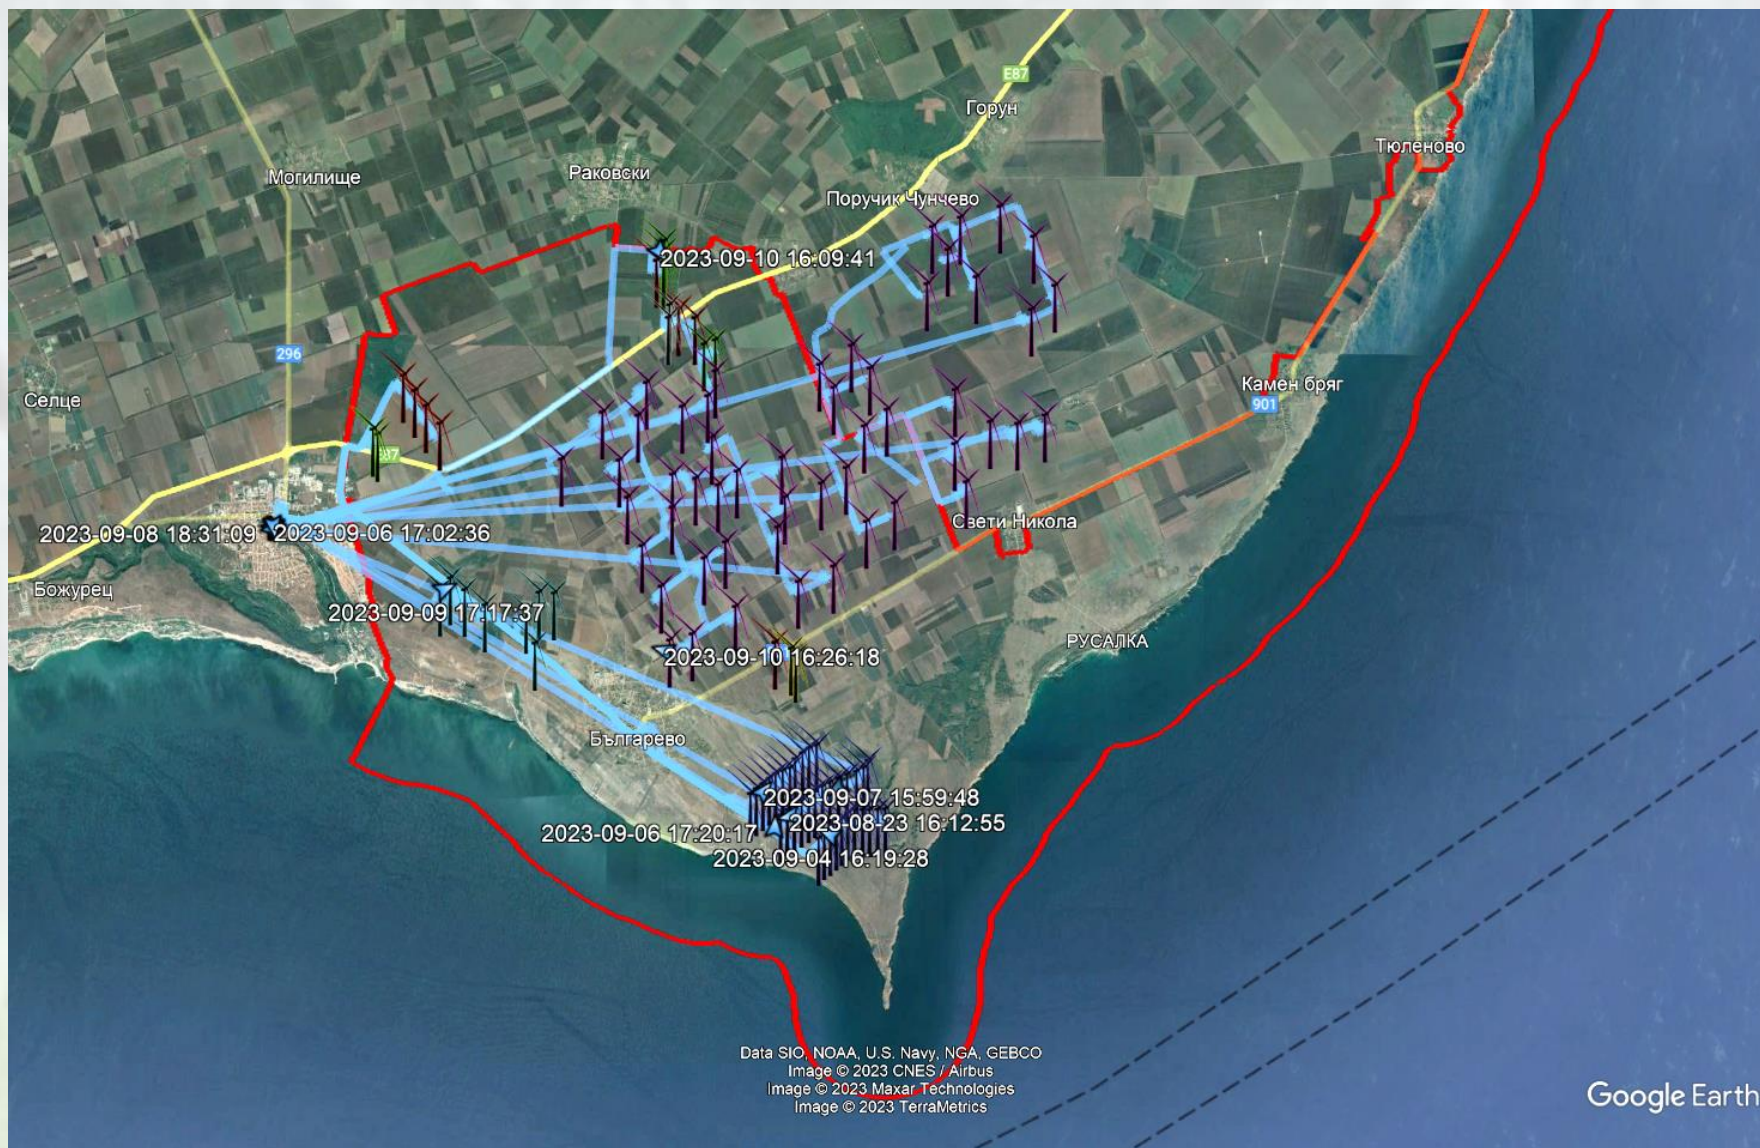 E87
Горун
Тюленово
Раковски
Могилище
Поручик Чунчево
2023-09-10 16:09:41
296
Камен бряг
901
Селце
E87
Свети Никола
2023-09-08 18:31:09
2023-09-06 17:02:36
Божурец
2023-09-09 17:17:37
РУСАЛКА
2023-09-10 16:26:18
Българево
2023-09-07 15:59:48
2023-08-23 16:12:55
2023-09-06 17:20:17
2023-09-04 16:19:28
Data SIO, NOAA, U.S. Navy, NGA, GEBCO
Image © 2023 CNES / Airbus
Image © 2023 Maxar Technologies
Image © 2023 TerraMetrics
Google Earth